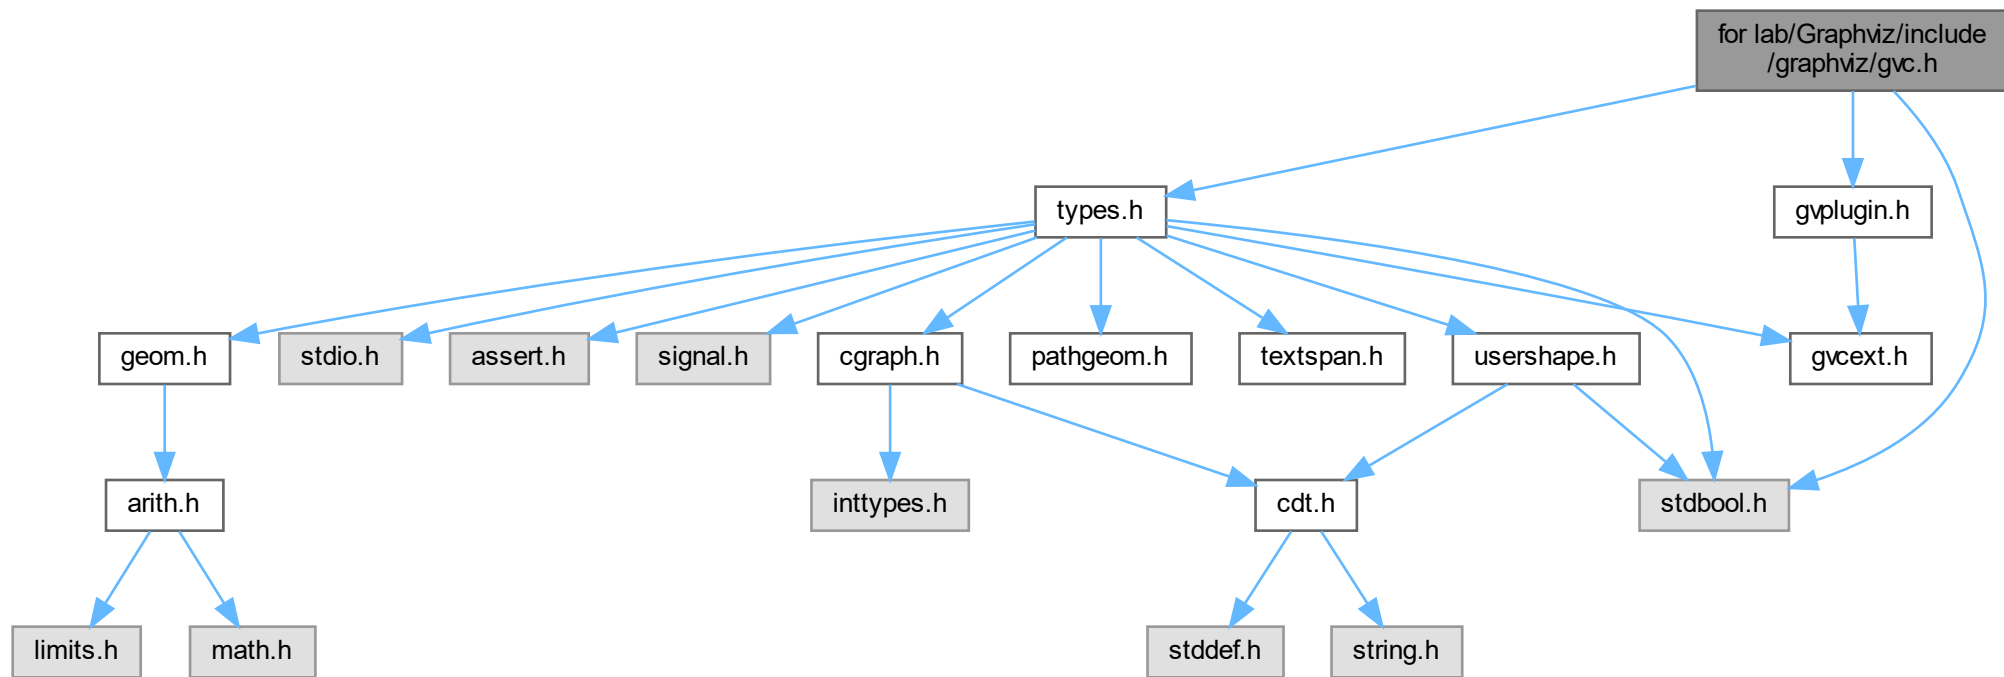 for lab/Graphviz/include
/graphviz/gvc.h
types.h
gvplugin.h
geom.h
stdio.h
assert.h
signal.h
cgraph.h
pathgeom.h
textspan.h
usershape.h
gvcext.h
arith.h
inttypes.h
cdt.h
stdbool.h
limits.h
math.h
stddef.h
string.h